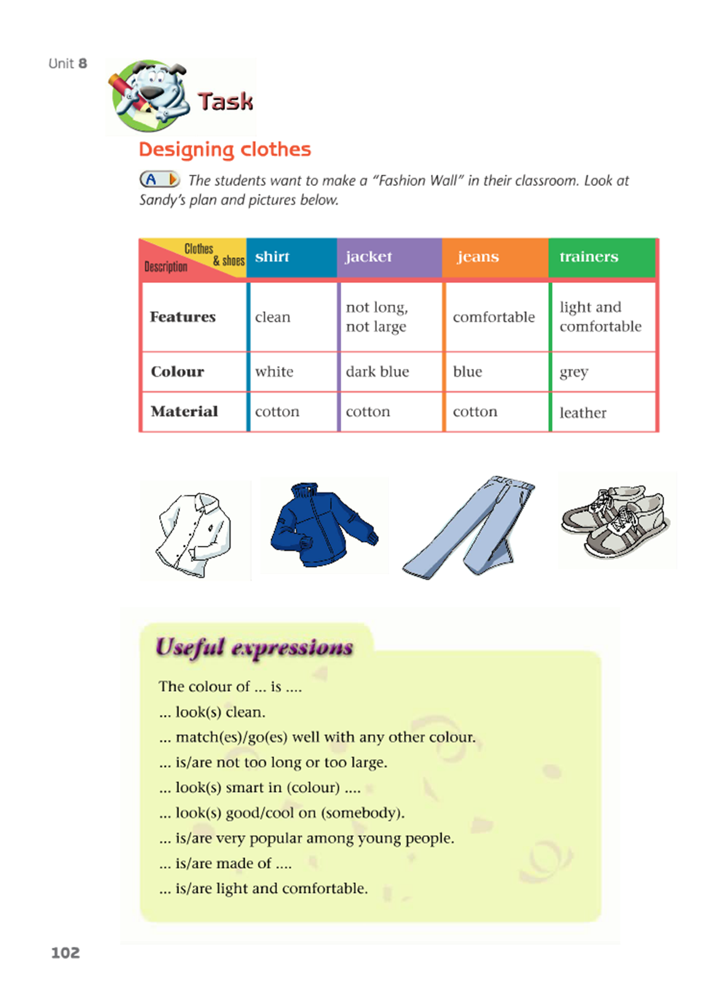 Unit 8
Task
Designing clothes
A The students want to make a “Fashion Wall” in their classroom. Look at
Sandy’s plan and pictures below.
Clothes & shoes
Description
shirt jacket jeans trainers
Features clean not long, not large comfortable light and comfortable
Colour white dark blue blue grey
Material cotton cotton cotton leather
Useful expressions
The colour of ... is ....
... look(s) clean.
... match(es)/go(es) well with any other colour.
... is/are not too long or too large.
... look(s) smart in (colour) ....
... look(s) good/cool on (somebody).
... is/are very popular among young people.
... is/are made of ....
... is/are light and comfortable.
102